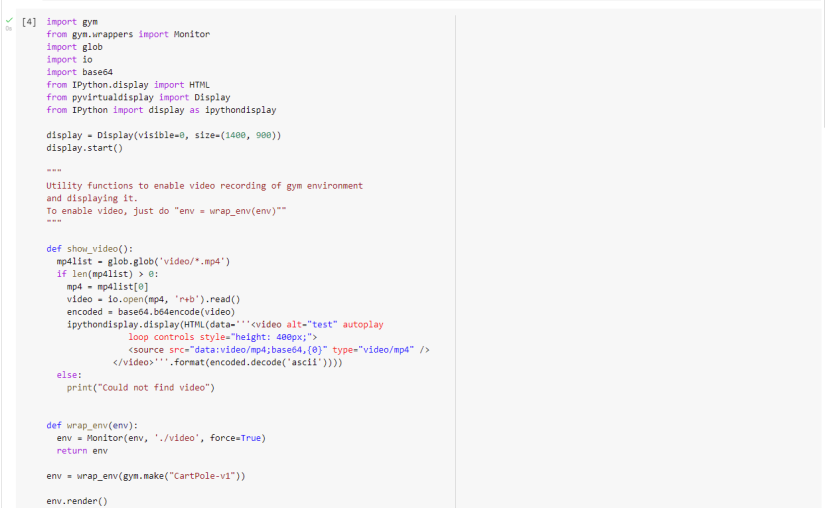 [4] import gym
from gym.wrappers import Monitor
import glob
import io
import base64
from IPython.display import HTML
from pyvirtualdisplay import Display
from IPython import display as ipythondisplay
display = Display(visible=0, size=(1400, 900))
display.start()
"""
Utility functions to enable video recording of gym environment
and displaying it.
To enable video, just do "env = wrap_env(env)""
"""
def show_video():
  mp4list = glob.glob('video/*.mp4')
  if len(mp4list) > 0:
    mp4 = mp4list[0]
    video = io.open(mp4, 'r+b').read()
    encoded = base64.b64encode(video)
    ipythondisplay.display(HTML(data='''<video alt="test" autoplay
                loop controls style="height: 400px;">
                <source src="data:video/mp4;base64,{0}" type="video/mp4" />
             </video>'''.format(encoded.decode('ascii'))))
  else:
    print("Could not find video")
def wrap_env(env):
  env = Monitor(env, './video', force=True)
  return env
env = wrap_env(gym.make("CartPole-v1"))
env.render()